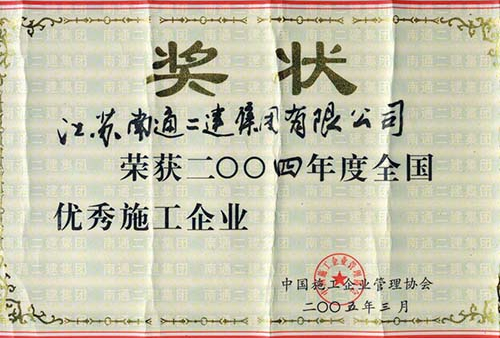 奖状
江苏南通二建集团有限公司
荣获二〇〇四年度全国
优秀施工企业
中国施工企业管理协会
二〇〇五年三月